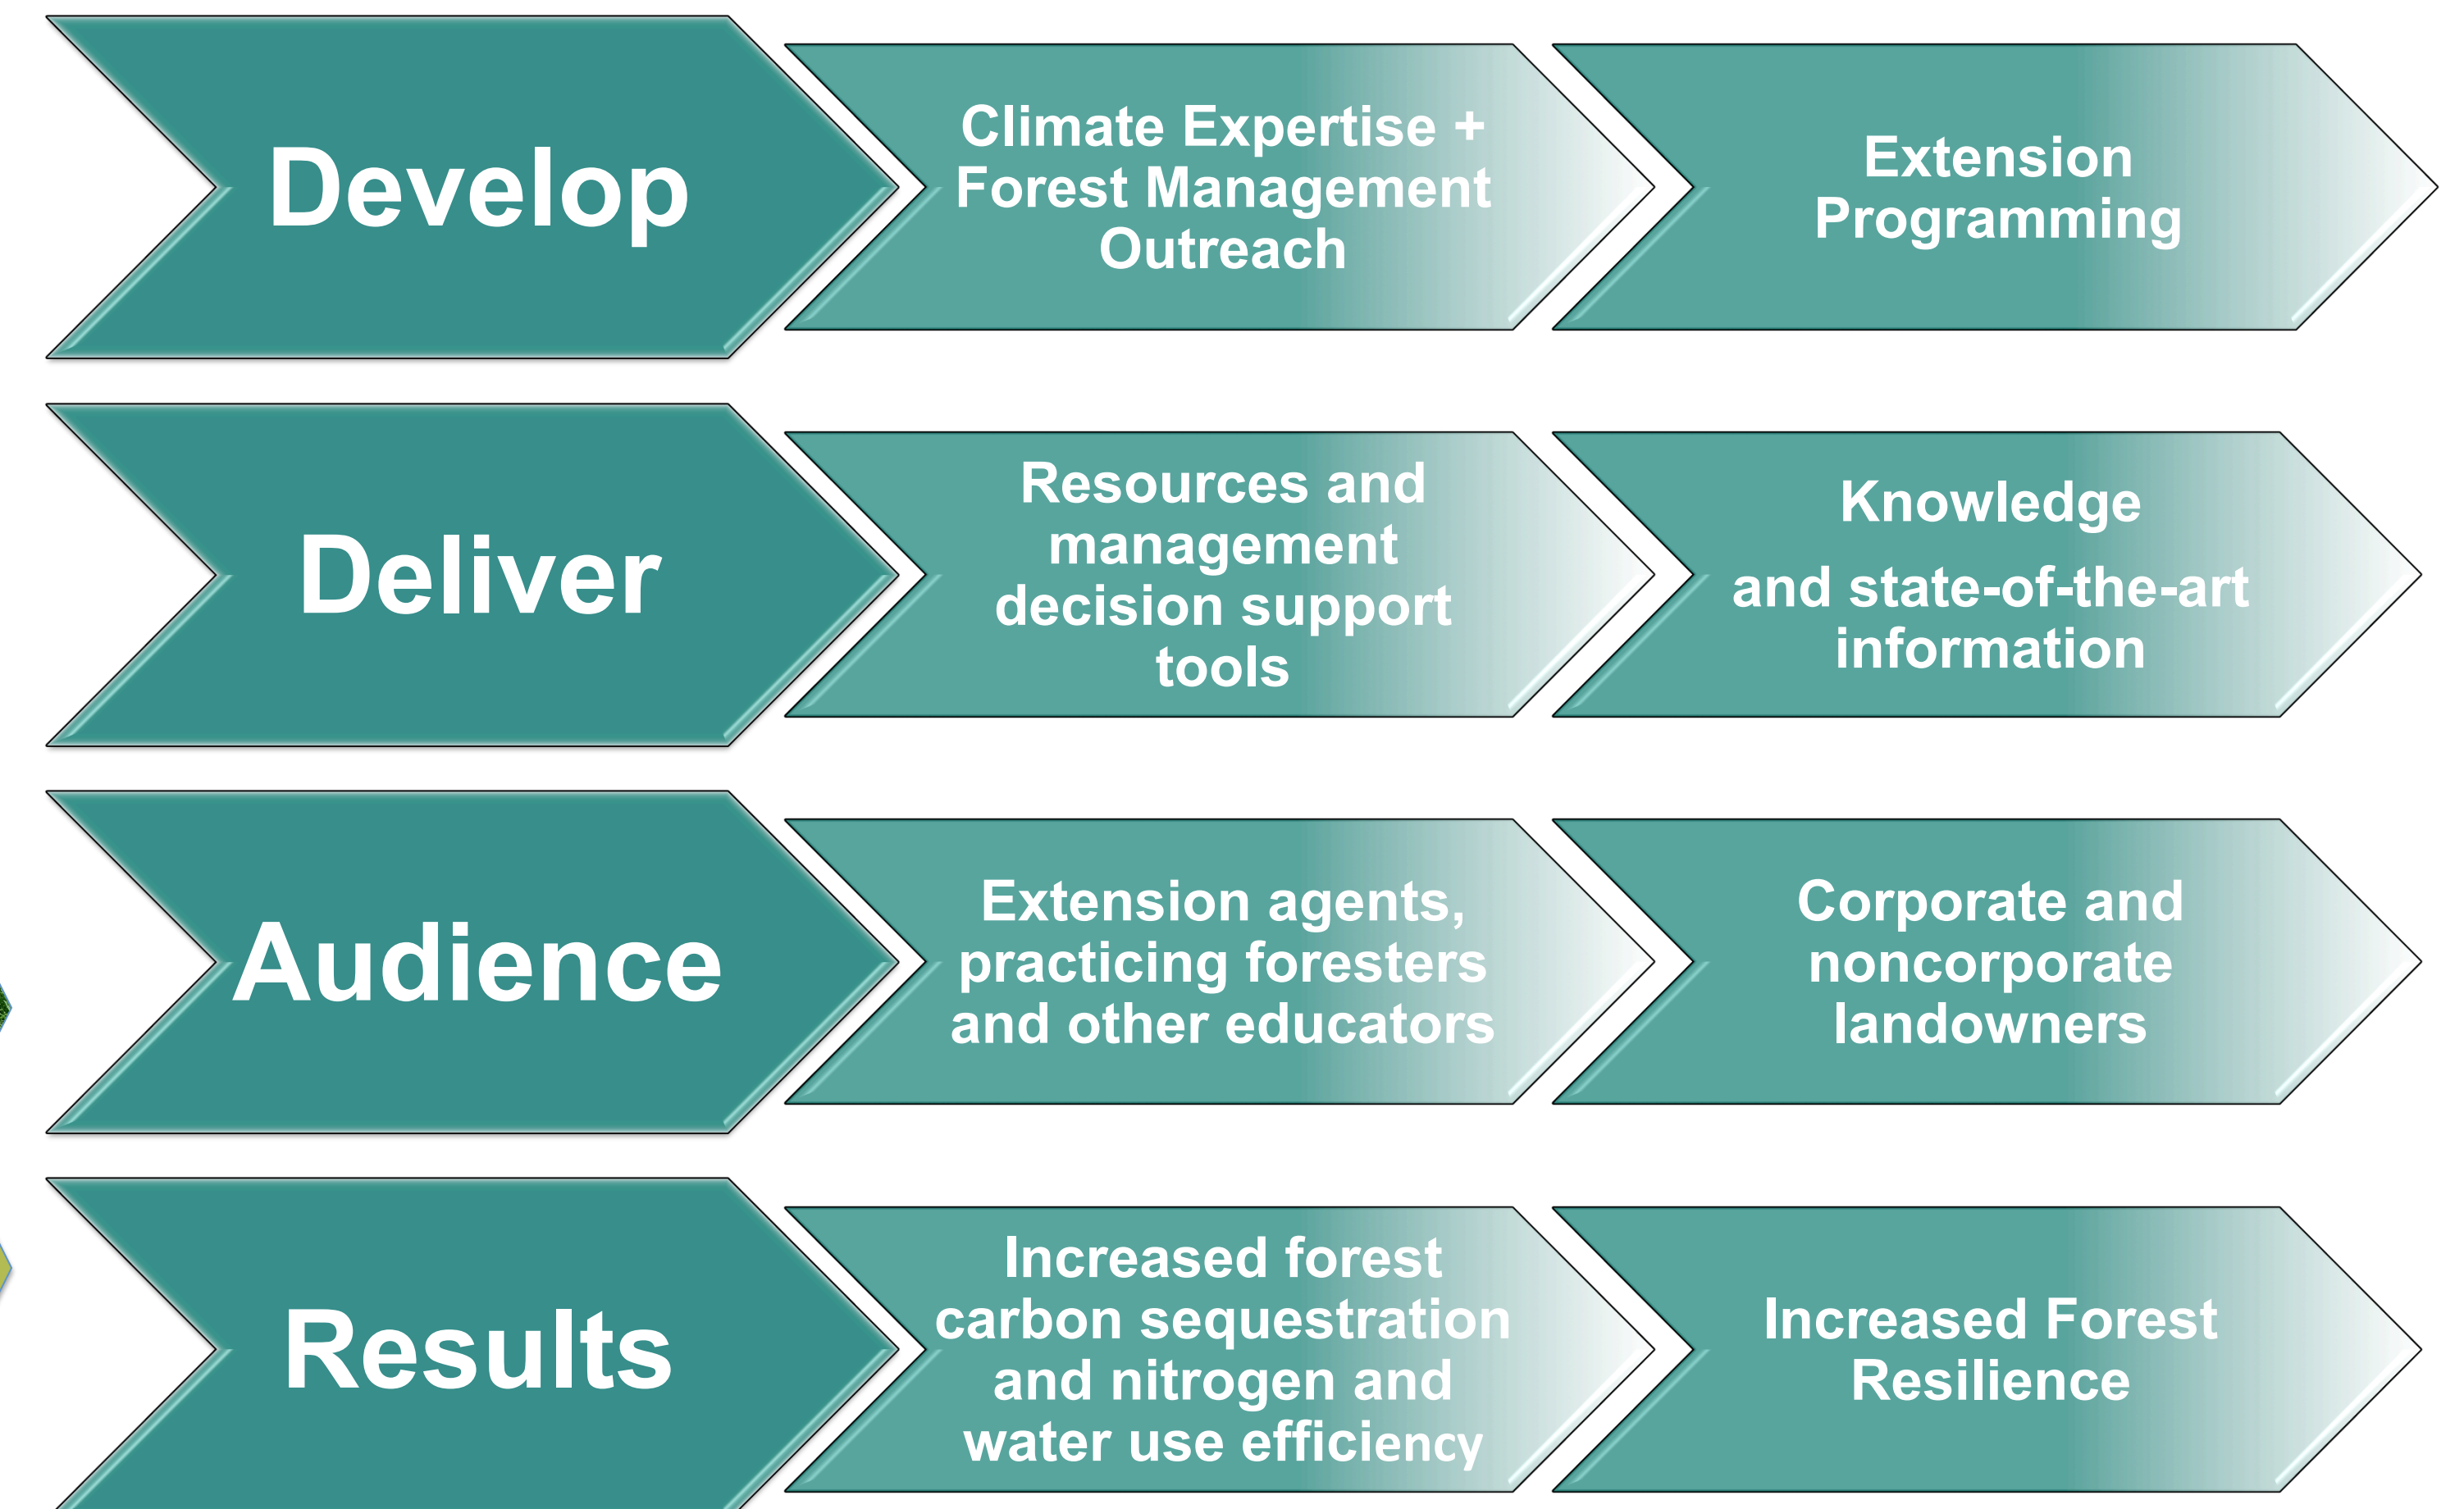 Develop
Climate Expertise +
Forest Management
Outreach
Extension
Programming
Deliver
Resources and
management
decision support
tools
Knowledge
and state-of-the-art
information
Audience
Extension agents,
practicing foresters
and other educators
Corporate and
noncorporate
landowners
Results
Increased forest
carbon sequestration
and nitrogen and
water use efficiency
Increased Forest
Resilience